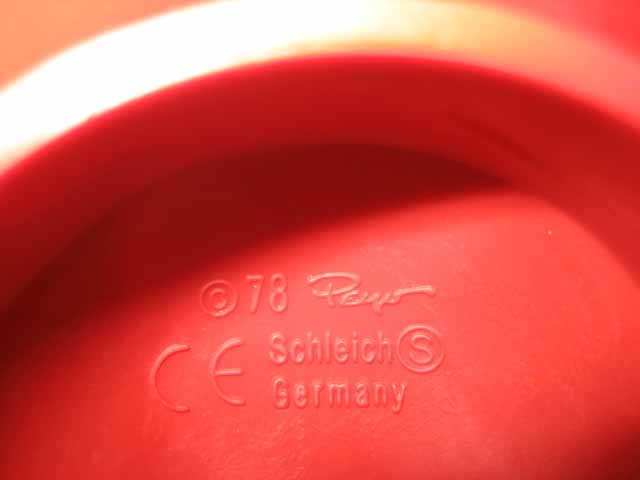 © 78 Peyo
CE Schleich Ⓢ
Germany